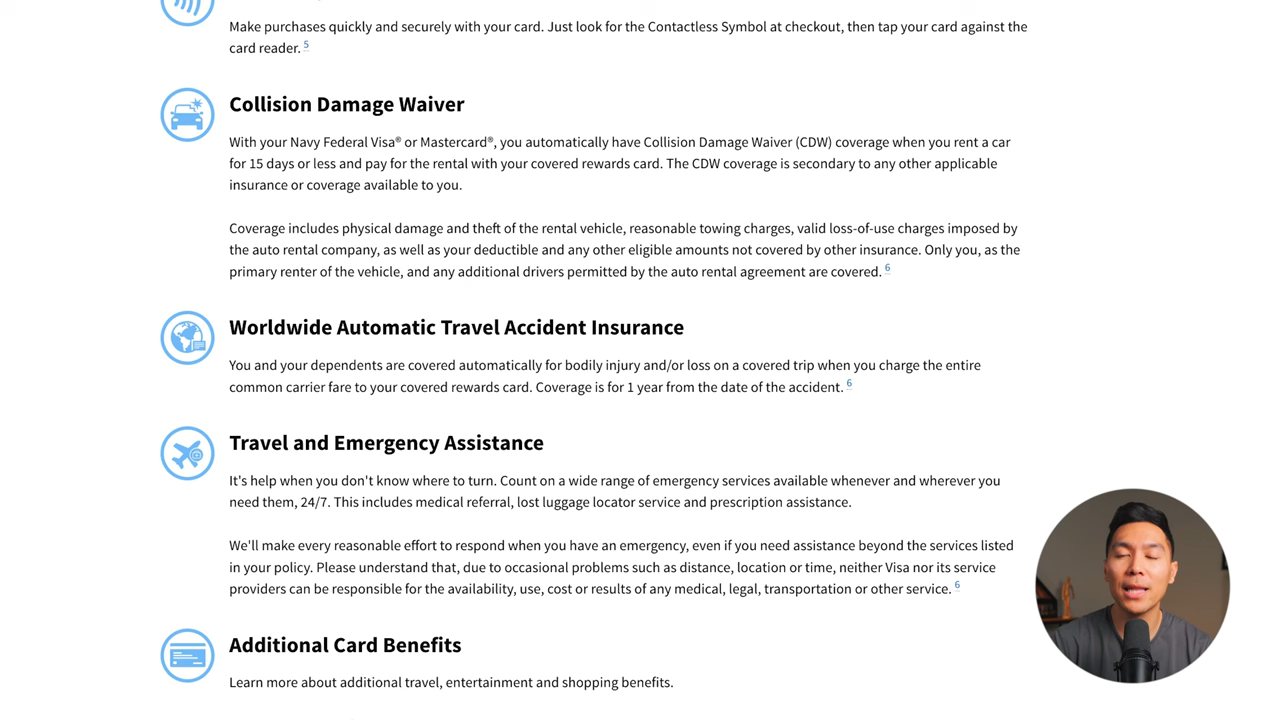 Make purchases quickly and securely with your card. Just look for the Contactless Symbol at checkout, then tap your card against the
card reader. 5
Collision Damage Waiver
With your Navy Federal Visa® or Mastercard®, you automatically have Collision Damage Waiver (CDW) coverage when you rent a car
for 15 days or less and pay for the rental with your covered rewards card. The CDW coverage is secondary to any other applicable
insurance or coverage available to you.
Coverage includes physical damage and theft of the rental vehicle, reasonable towing charges, valid loss-of-use charges imposed by
the auto rental company, as well as your deductible and any other eligible amounts not covered by other insurance. Only you, as the
primary renter of the vehicle, and any additional drivers permitted by the auto rental agreement are covered. 6
Worldwide Automatic Travel Accident Insurance
You and your dependents are covered automatically for bodily injury and/or loss on a covered trip when you charge the entire
common carrier fare to your covered rewards card. Coverage is for 1 year from the date of the accident. 6
Travel and Emergency Assistance
It's help when you don't know where to turn. Count on a wide range of emergency services available whenever and wherever you
need them, 24/7. This includes medical referral, lost luggage locator service and prescription assistance.
We'll make every reasonable effort to respond when you have an emergency, even if you need assistance beyond the services listed
in your policy. Please understand that, due to occasional problems such as distance, location or time, neither Visa nor its service
providers can be responsible for the availability, use, cost or results of any medical, legal, transportation or other service. 6
Additional Card Benefits
Learn more about additional travel, entertainment and shopping benefits.